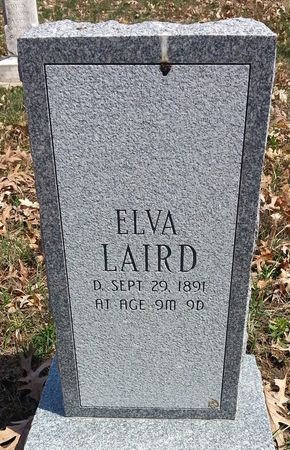 ELVA
LAIRD
D. SEPT 29, 1891
AT AGE 9M 9D